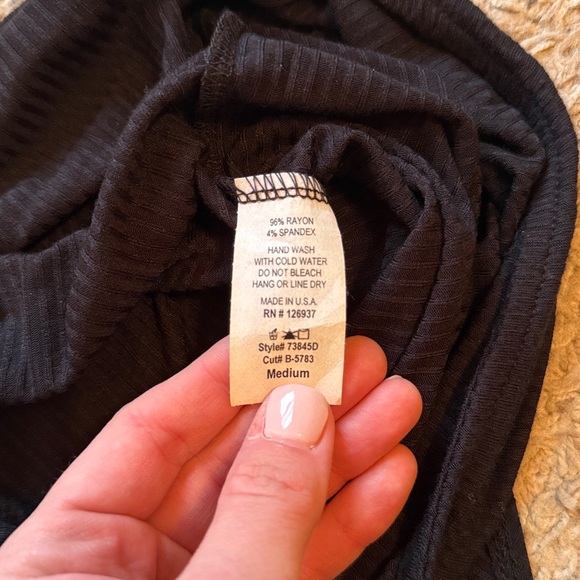 96% RAYON
4% SPANDEX
HAND WASH
WITH COLD WATER
DO NOT BLEACH
HANG OR LINE DRY
MADE IN U.S.A.
RN # 126937
Style# 73845D
Cut# B-5783
Medium